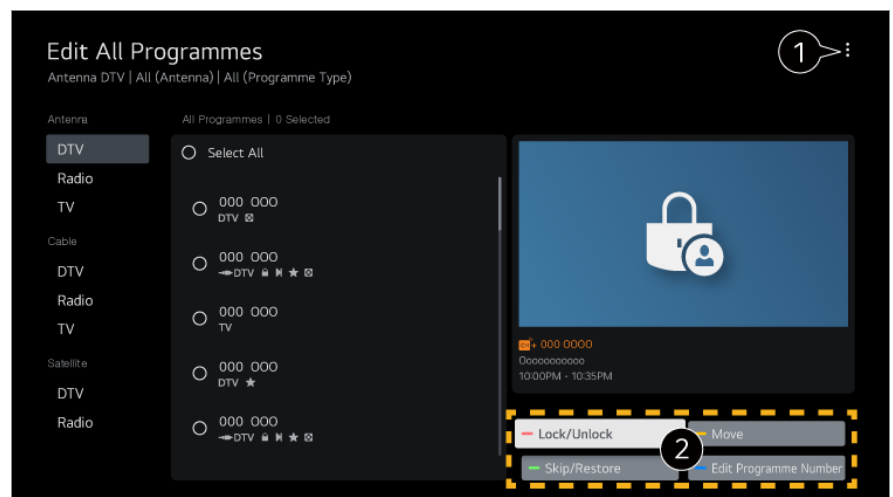 Edit All Programmes
Antenna DTV | All (Antenna) | All (Programme Type)
1
Antenna
DTV
Radio
TV
Cable
DTV
Radio
TV
Satellite
DTV
Radio
All Programmes | 0 Selected
Select All
000 000
DTV
000 000
DTV
000 000
TV
000 000
DTV
000 000
DTV
+ 000 0000
Oooooooooo
10:00PM - 10:35PM
Lock/Unlock
Move
2
Skip/Restore
Edit Programme Number